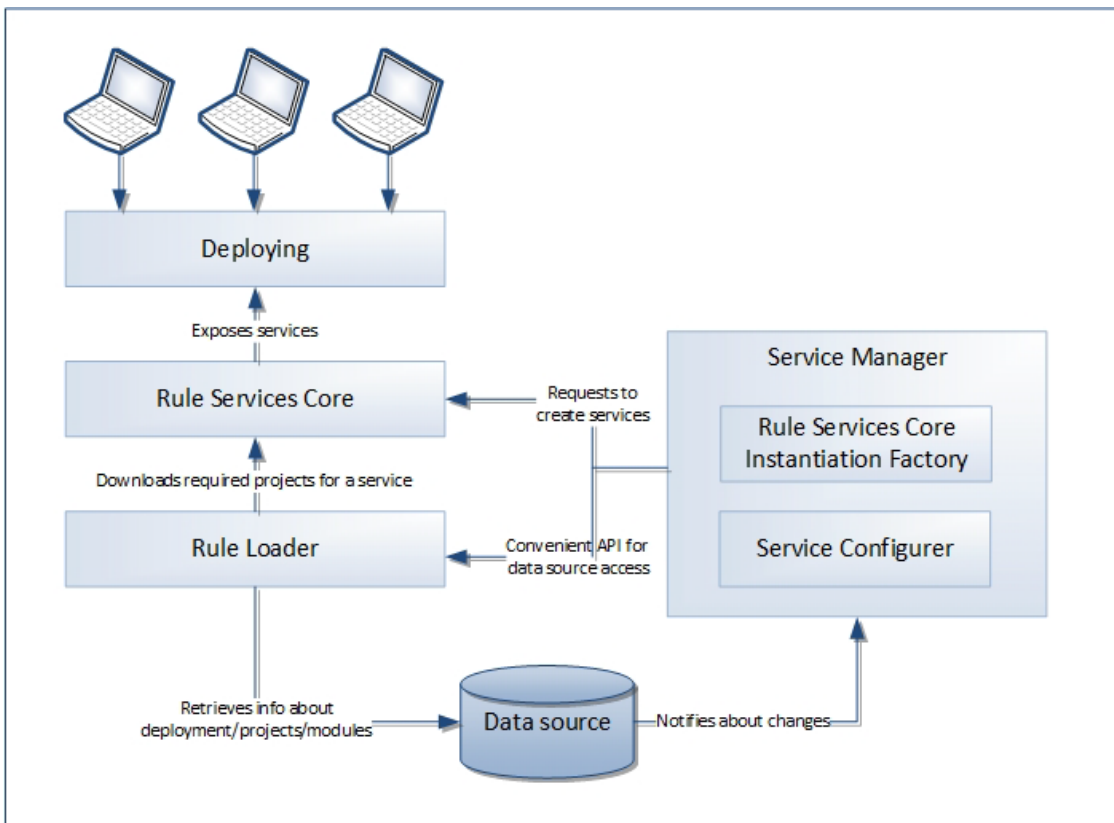 Deploying
Exposes services
Rule Services Core
Requests to
create services
Service Manager
Rule Services Core
Instantiation Factory
Downloads required projects for a service
Rule Loader
Convenient API for
data source access
Service Configurer
Retrieves info about
deployment/projects/modules
Data source
Notifies about changes